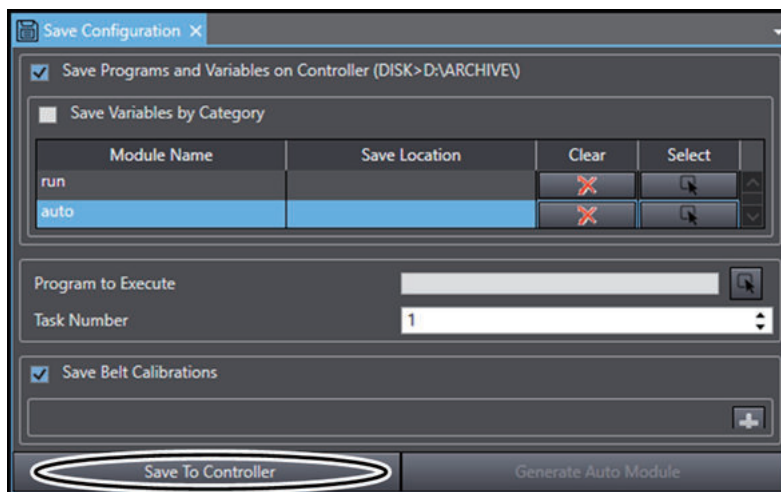 Save Configuration
Save Programs and Variables on Controller (DISK>D:\ARCHIVE\)
Save Variables by Category
Module Name Save Location Clear Select
run
auto
Program to Execute
Task Number 1
Save Belt Calibrations
Save To Controller Generate Auto Module